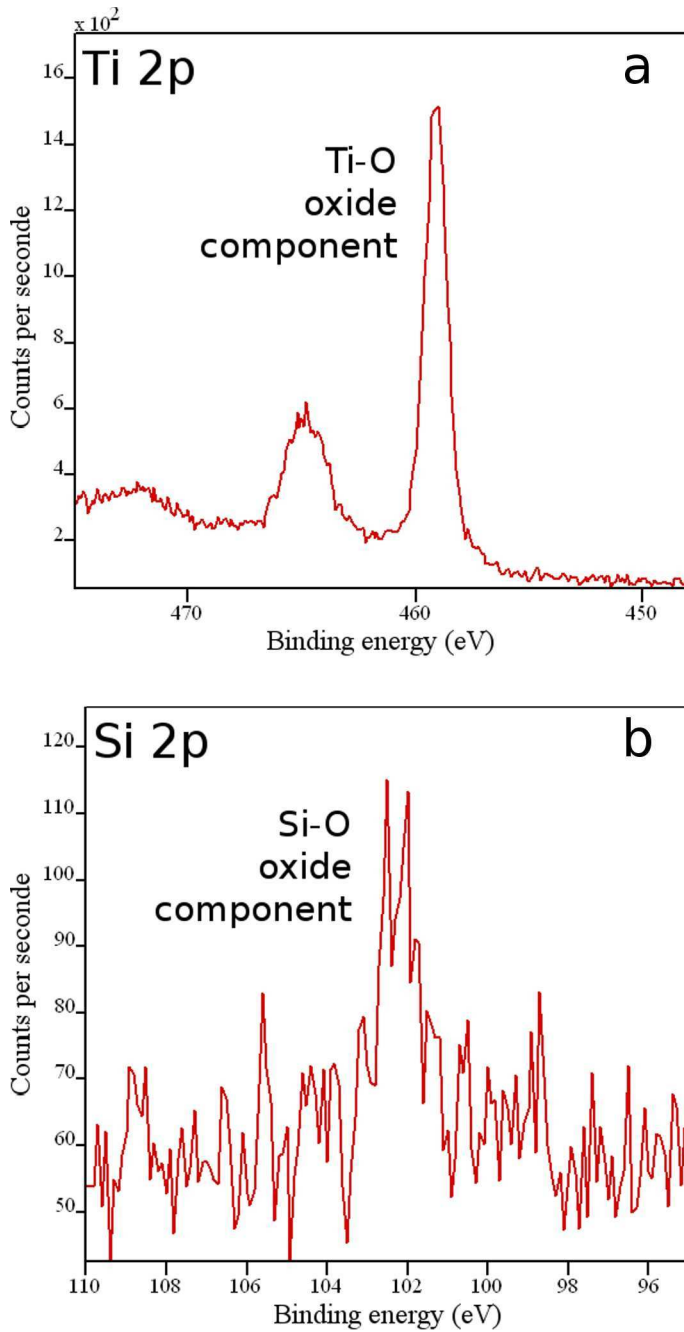 x 10²
Ti 2p
a
16
14
12
10
8
6
4
2
Ti-O
oxide
component
Counts per seconde
470
460
450
Binding energy (eV)
Si 2p
b
120
110
100
90
80
70
60
50
Si-O
oxide
component
Counts per seconde
110
108
106
104
102
100
98
96
Binding energy (eV)